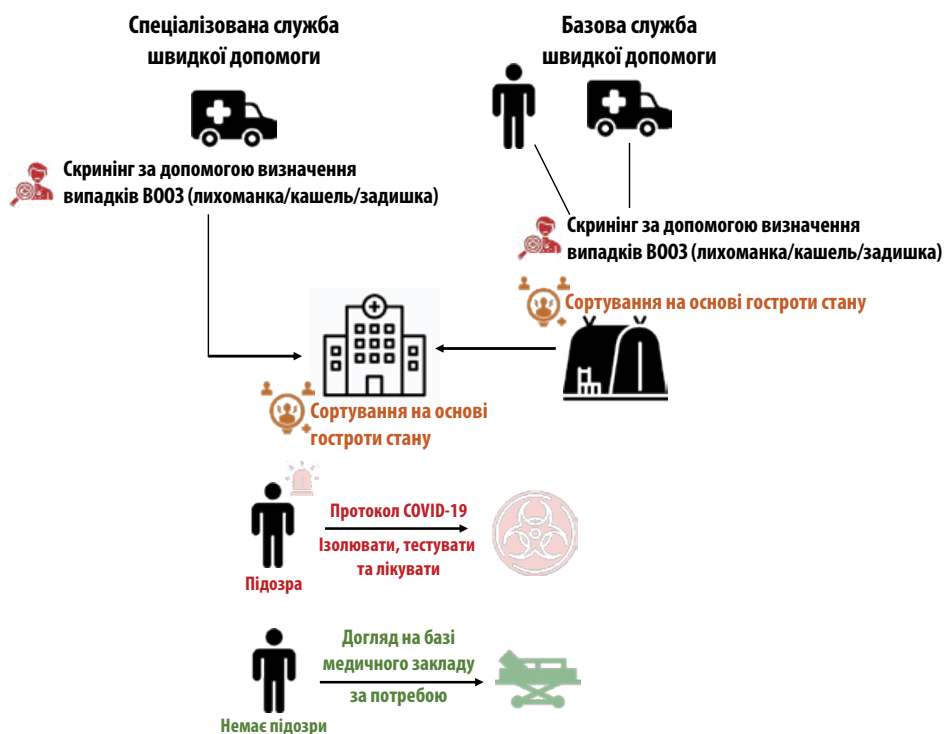 Спеціалізована служба
швидкої допомоги
Базова служба
швидкої допомоги
Скринінг за допомогою визначення
випадків ВООЗ (лихоманка/кашель/задишка)
Скринінг за допомогою визначення
випадків ВООЗ (лихоманка/кашель/задишка)
Сортування на основі гостроти стану
Сортування на основі
гостроти стану
Протокол COVID-19
Ізолювати, тестувати
та лікувати
Підозра
Догляд на базі
медичного закладу
за потребою
Немає підозри